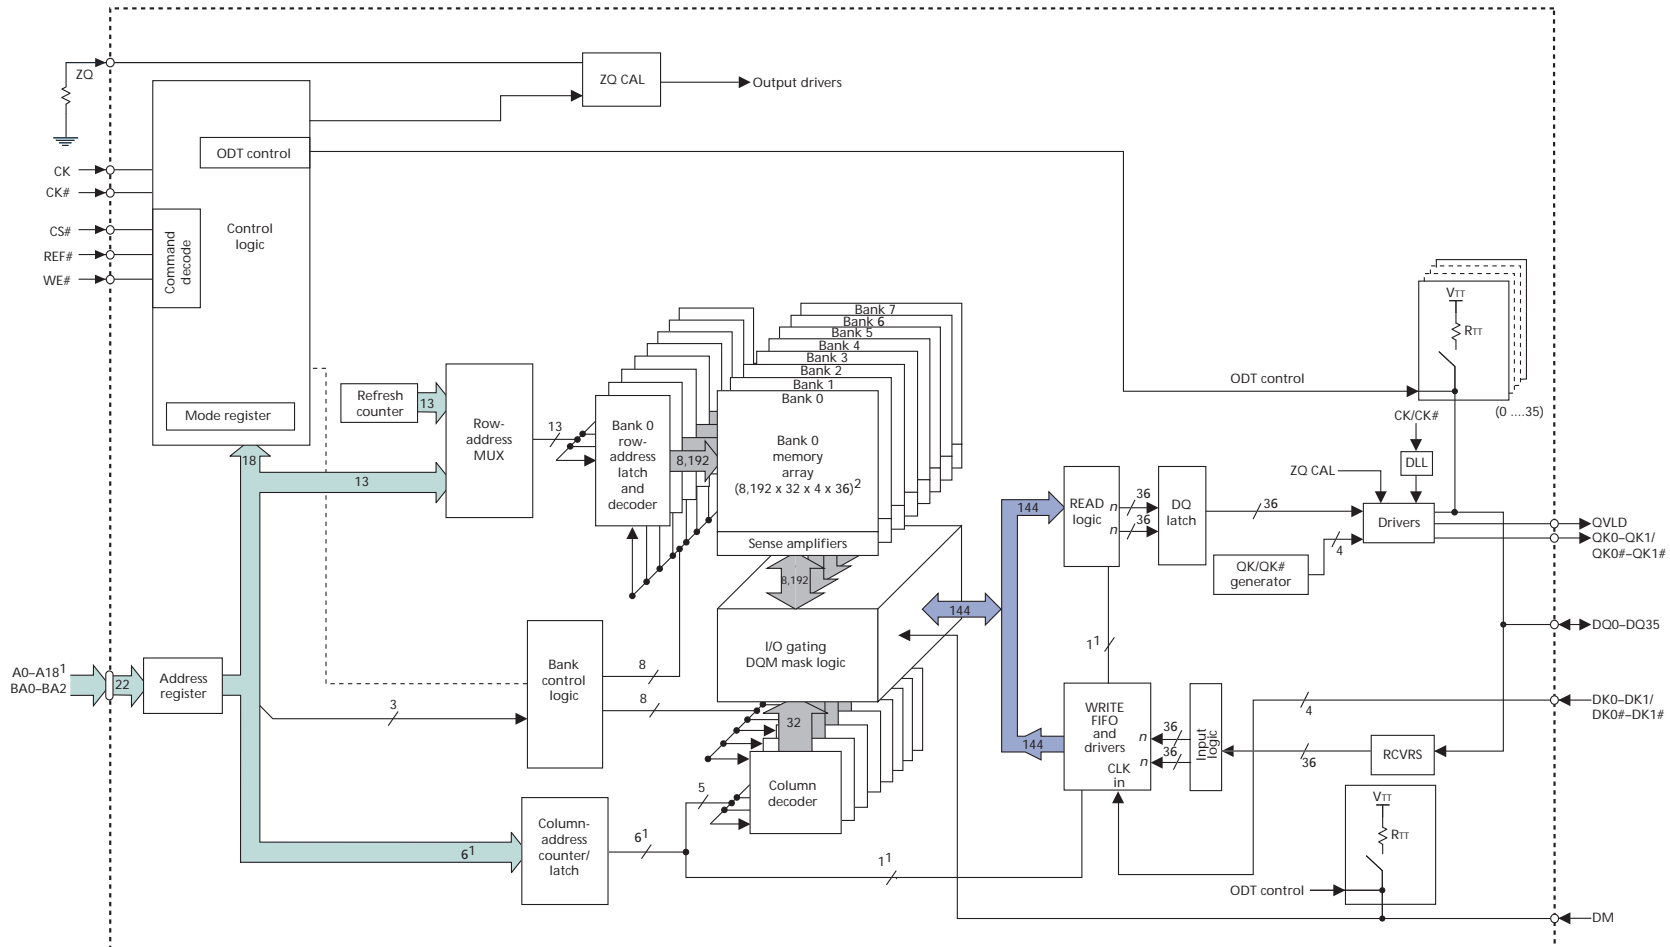 ZQ
ZQ CAL
Output drivers
ODT control
CK
CK#
CS#
REF#
WE#
Command
decode
Control
logic
Mode register
VTT
RTT
ODT control
(0 ....35)
Refresh
counter
13
Row-
address
MUX
13
18
13
Bank 7
Bank 6
Bank 5
Bank 4
Bank 3
Bank 2
Bank 1
Bank 0
Bank 0
row-
address
latch
and
decoder
8,192
Bank 0
memory
array
(8,192 x 32 x 4 x 36)2
Sense amplifiers
8,192
CK/CK#
DLL
ZQ CAL
144
READ
logic
n
n
36
36
DQ
latch
36
Drivers
4
QK/QK#
generator
QVLD
QK0–QK1/
QK0#–QK1#
144
DQ0–DQ35
I/O gating
DQM mask logic
A0–A181
BA0–BA2
22
Address
register
3
Bank
control
logic
8
8
11
32
144
WRITE
FIFO
and
drivers
CLK
in
n
n
36
36
Input
logic
4
DK0–DK1/
DK0#–DK1#
36
RCVRS
5
Column
decoder
61
Column-
address
counter/
latch
61
11
VTT
RTT
ODT control
DM